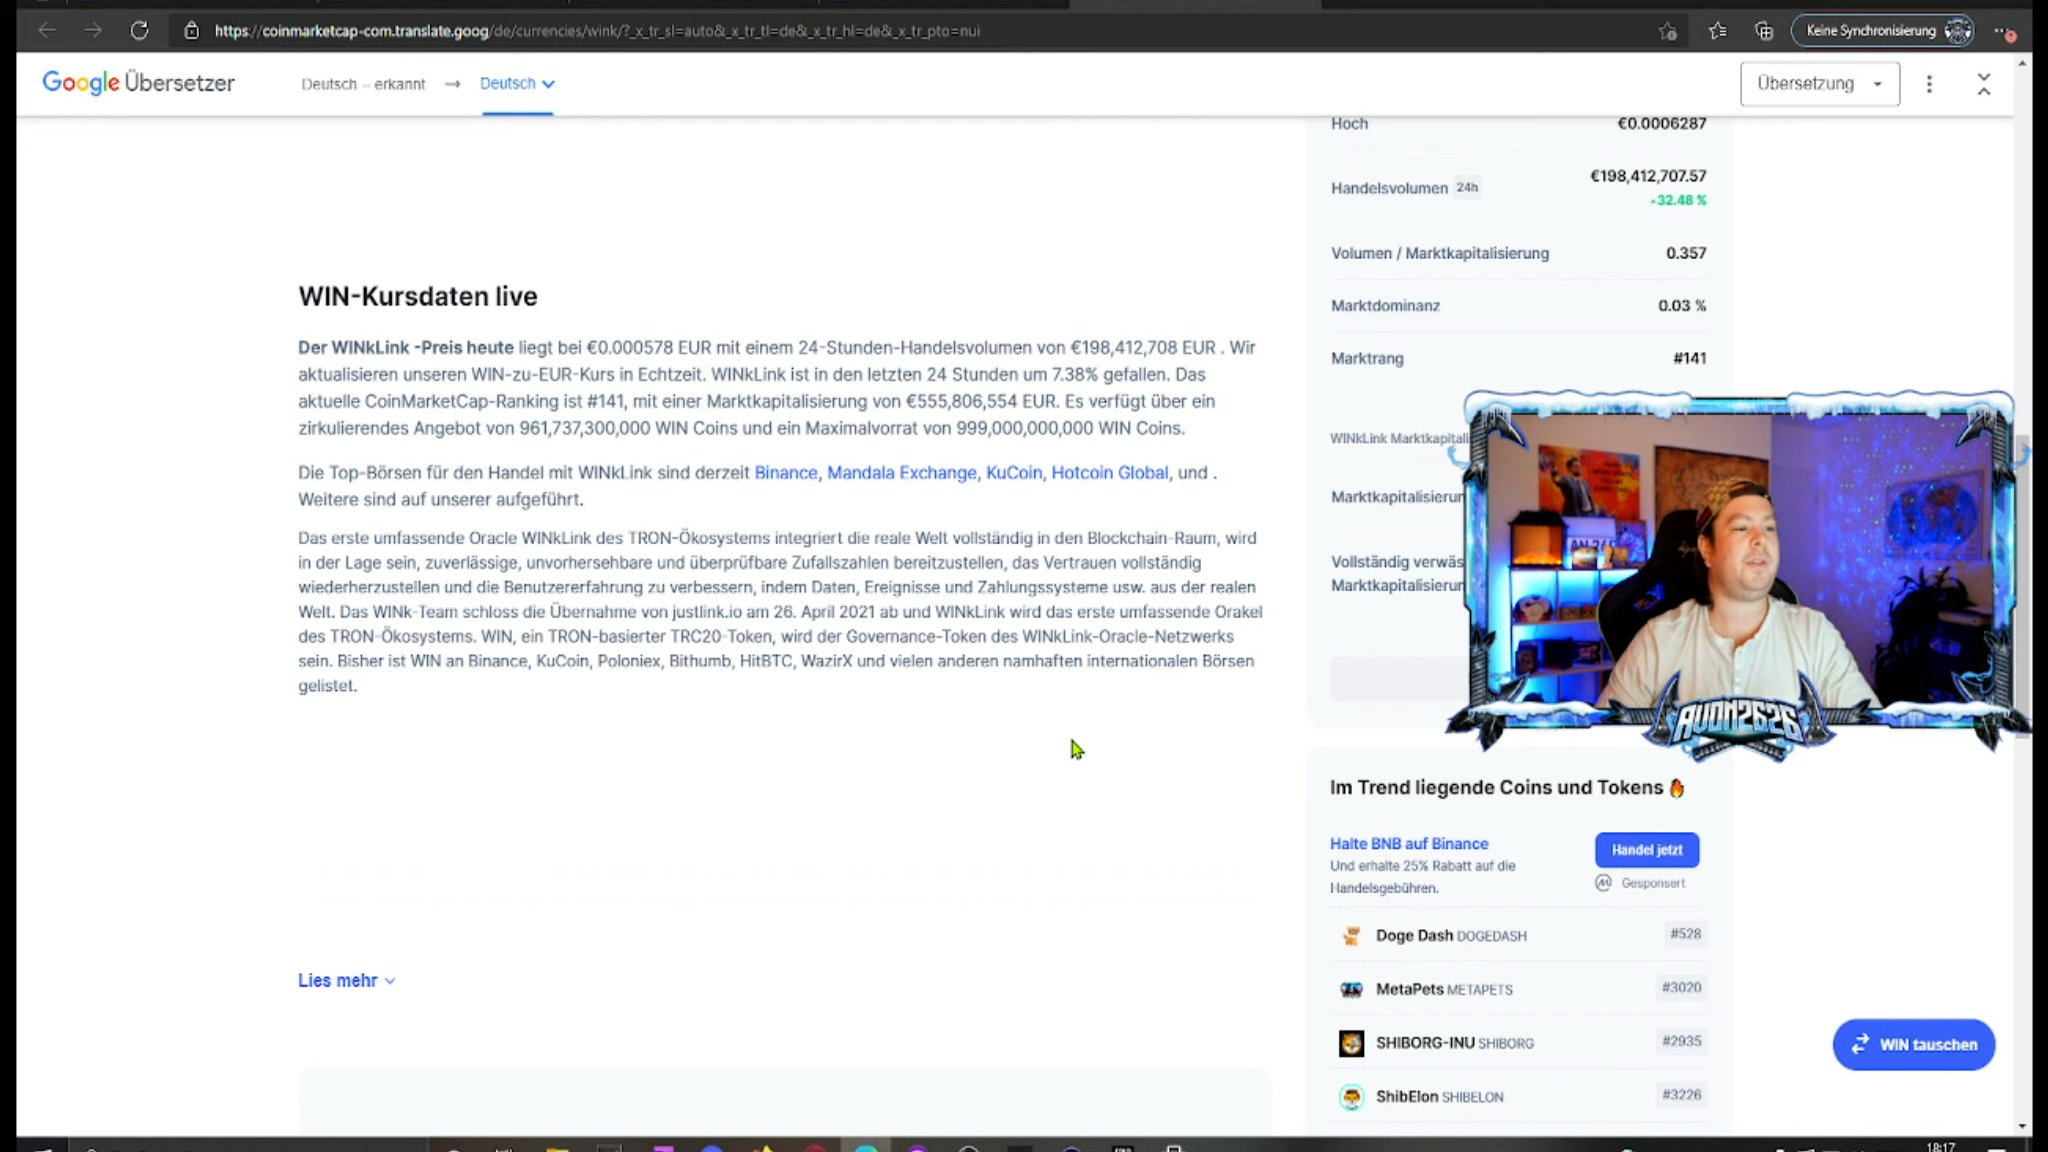 https://coinmarketcap-com.translate.goog/de/currencies/wink/?_x_tr_sl=auto&_x_tr_tl=de&_x_tr_hl=de&_x_tr_pto=nui
Keine Synchronisierung
Google Übersetzer
Deutsch – erkannt → Deutsch
Übersetzung
Hoch €0.0006287
Handelsvolumen 24h €198,412,707.57
32.48 %
Volumen / Marktkapitalisierung 0.357
Marktdominanz 0.03 %
Marktrang #141
WINkLink Marktkapitali
Marktkapitalisierun
Vollständig verwäs
Marktkapitalisierun
WIN-Kursdaten live
Der WINkLink -Preis heute liegt bei €0.000578 EUR mit einem 24-Stunden-Handelsvolumen von €198,412,708 EUR . Wir
aktualisieren unseren WIN-zu-EUR-Kurs in Echtzeit. WINkLink ist in den letzten 24 Stunden um 7.38% gefallen. Das
aktuelle CoinMarketCap-Ranking ist #141, mit einer Marktkapitalisierung von €555,806,554 EUR. Es verfügt über ein
zirkulierendes Angebot von 961,737,300,000 WIN Coins und ein Maximalvorrat von 999,000,000,000 WIN Coins.
Die Top-Börsen für den Handel mit WINkLink sind derzeit Binance, Mandala Exchange, KuCoin, Hotcoin Global, und .
Weitere sind auf unserer aufgeführt.
Das erste umfassende Oracle WINkLink des TRON-Ökosystems integriert die reale Welt vollständig in den Blockchain-Raum, wird
in der Lage sein, zuverlässige, unvorhersehbare und überprüfbare Zufallszahlen bereitzustellen, das Vertrauen vollständig
wiederherzustellen und die Benutzererfahrung zu verbessern, indem Daten, Ereignisse und Zahlungssysteme usw. aus der realen
Welt. Das WINk-Team schloss die Übernahme von justlink.io am 26. April 2021 ab und WINkLink wird das erste umfassende Orakel
des TRON-Ökosystems. WIN, ein TRON-basierter TRC20-Token, wird der Governance-Token des WINkLink-Oracle-Netzwerks
sein. Bisher ist WIN an Binance, KuCoin, Poloniex, Bithumb, HitBTC, WazirX und vielen anderen namhaften internationalen Börsen
gelistet.
Lies mehr
AUON2626
Im Trend liegende Coins und Tokens
Halte BNB auf Binance
Und erhalte 25% Rabatt auf die
Handelsgebühren.
Handel jetzt
Gesponsert
Doge Dash DOGEDASH #528
MetaPets METAPETS #3020
SHIBORG-INU SHIBORG #2935
ShibElon SHIBELON #3226
WIN tauschen
18:17